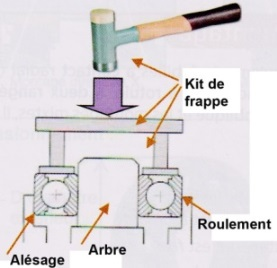 Kit de
frappe
Roulement
Arbre
Alésage